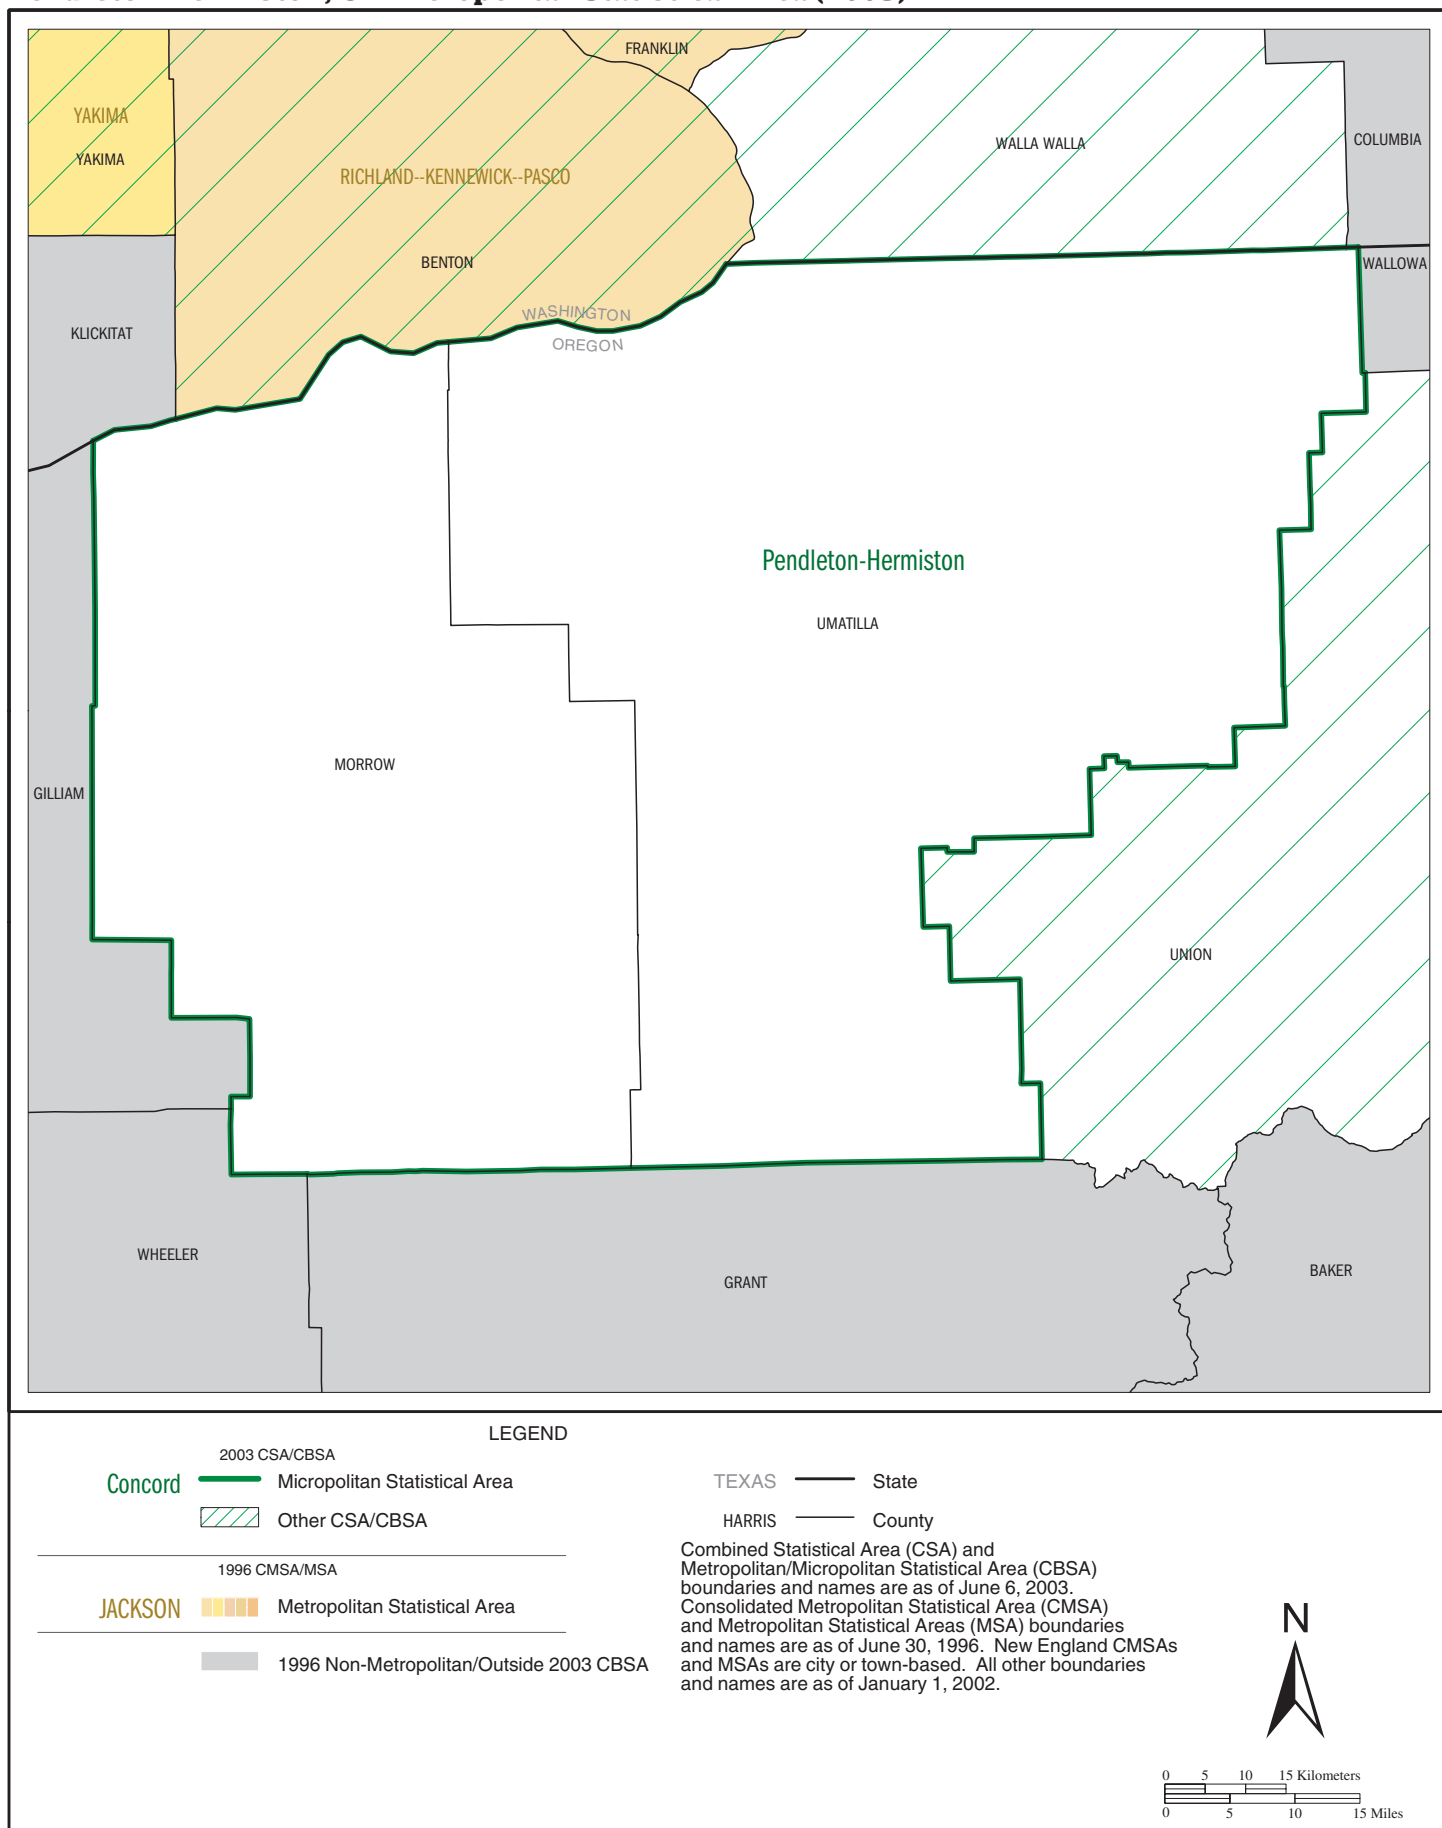 FRANKLIN
YAKIMA
YAKIMA
WALLA WALLA
COLUMBIA
RICHLAND--KENNEWICK--PASCO
BENTON
WALLOWA
WASHINGTON
OREGON
KLICKITAT
Pendleton-Hermiston
UMATILLA
MORROW
GILLIAM
UNION
WHEELER
GRANT
BAKER
LEGEND
2003 CSA/CBSA
Concord
Micropolitan Statistical Area
Other CSA/CBSA
1996 CMSA/MSA
JACKSON
Metropolitan Statistical Area
1996 Non-Metropolitan/Outside 2003 CBSA
TEXAS
State
HARRIS
County
Combined Statistical Area (CSA) and
Metropolitan/Micropolitan Statistical Area (CBSA)
boundaries and names are as of June 6, 2003.
Consolidated Metropolitan Statistical Area (CMSA)
and Metropolitan Statistical Areas (MSA) boundaries
and names are as of June 30, 1996. New England CMSAs
and MSAs are city or town-based. All other boundaries
and names are as of January 1, 2002.
N
0 5 10 15 Kilometers
0 5 10 15 Miles